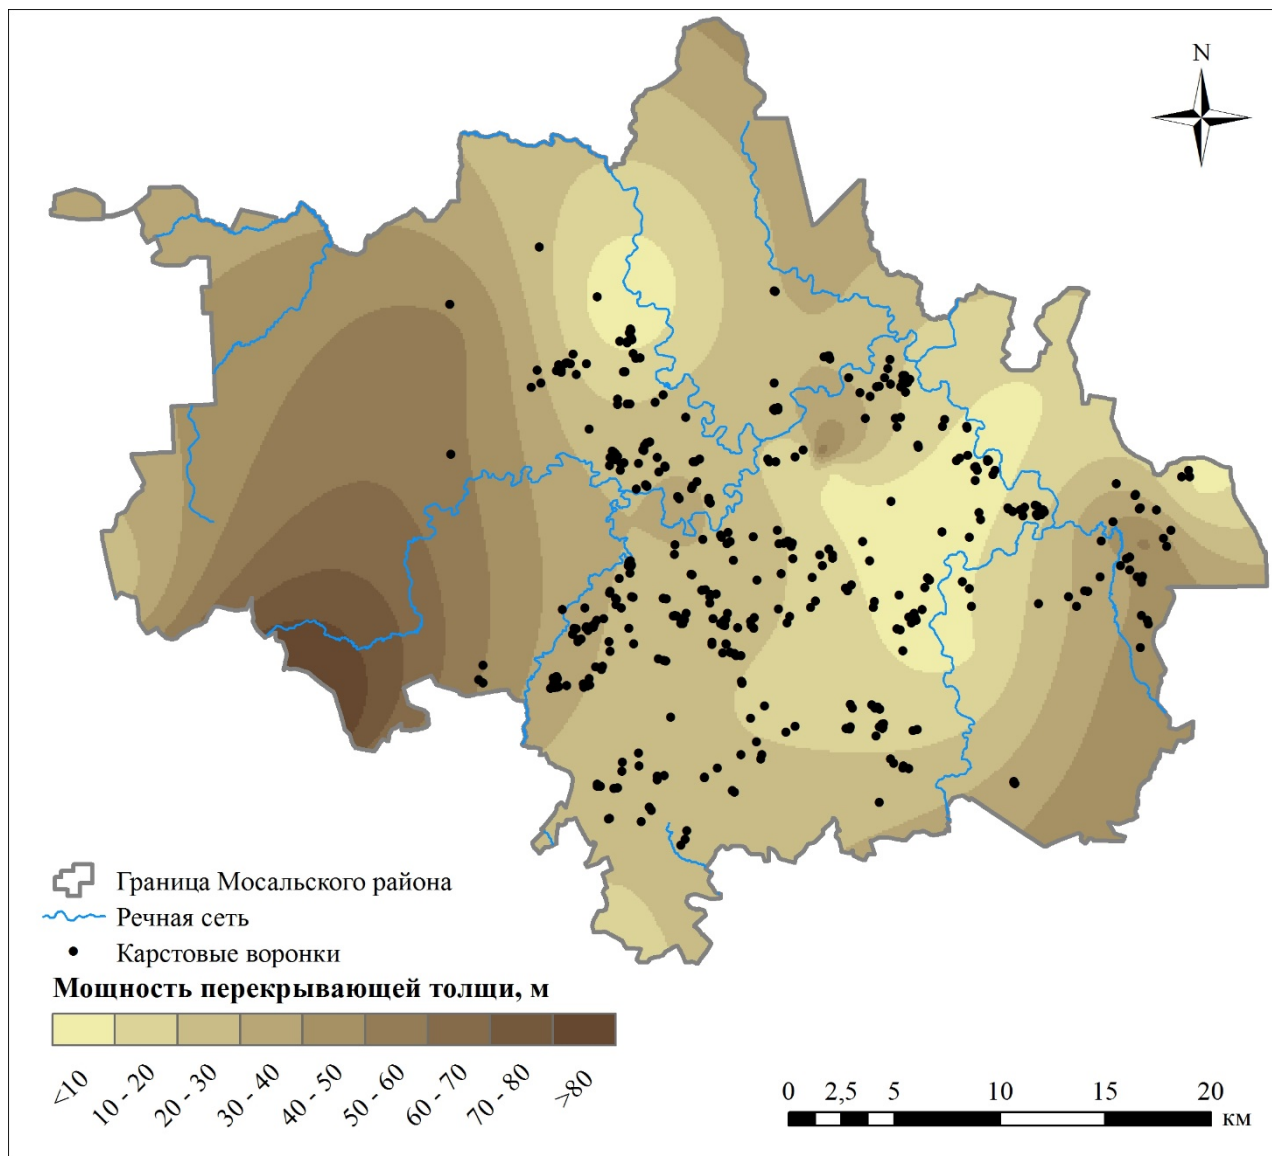 N
Граница Мосальского района
Речная сеть
Карстовые воронки
Мощность перекрывающей толщи, м
<10
10 - 20
20 - 30
30 - 40
40 - 50
50 - 60
60 - 70
70 - 80
>80
0 2,5 5 10 15 20
км